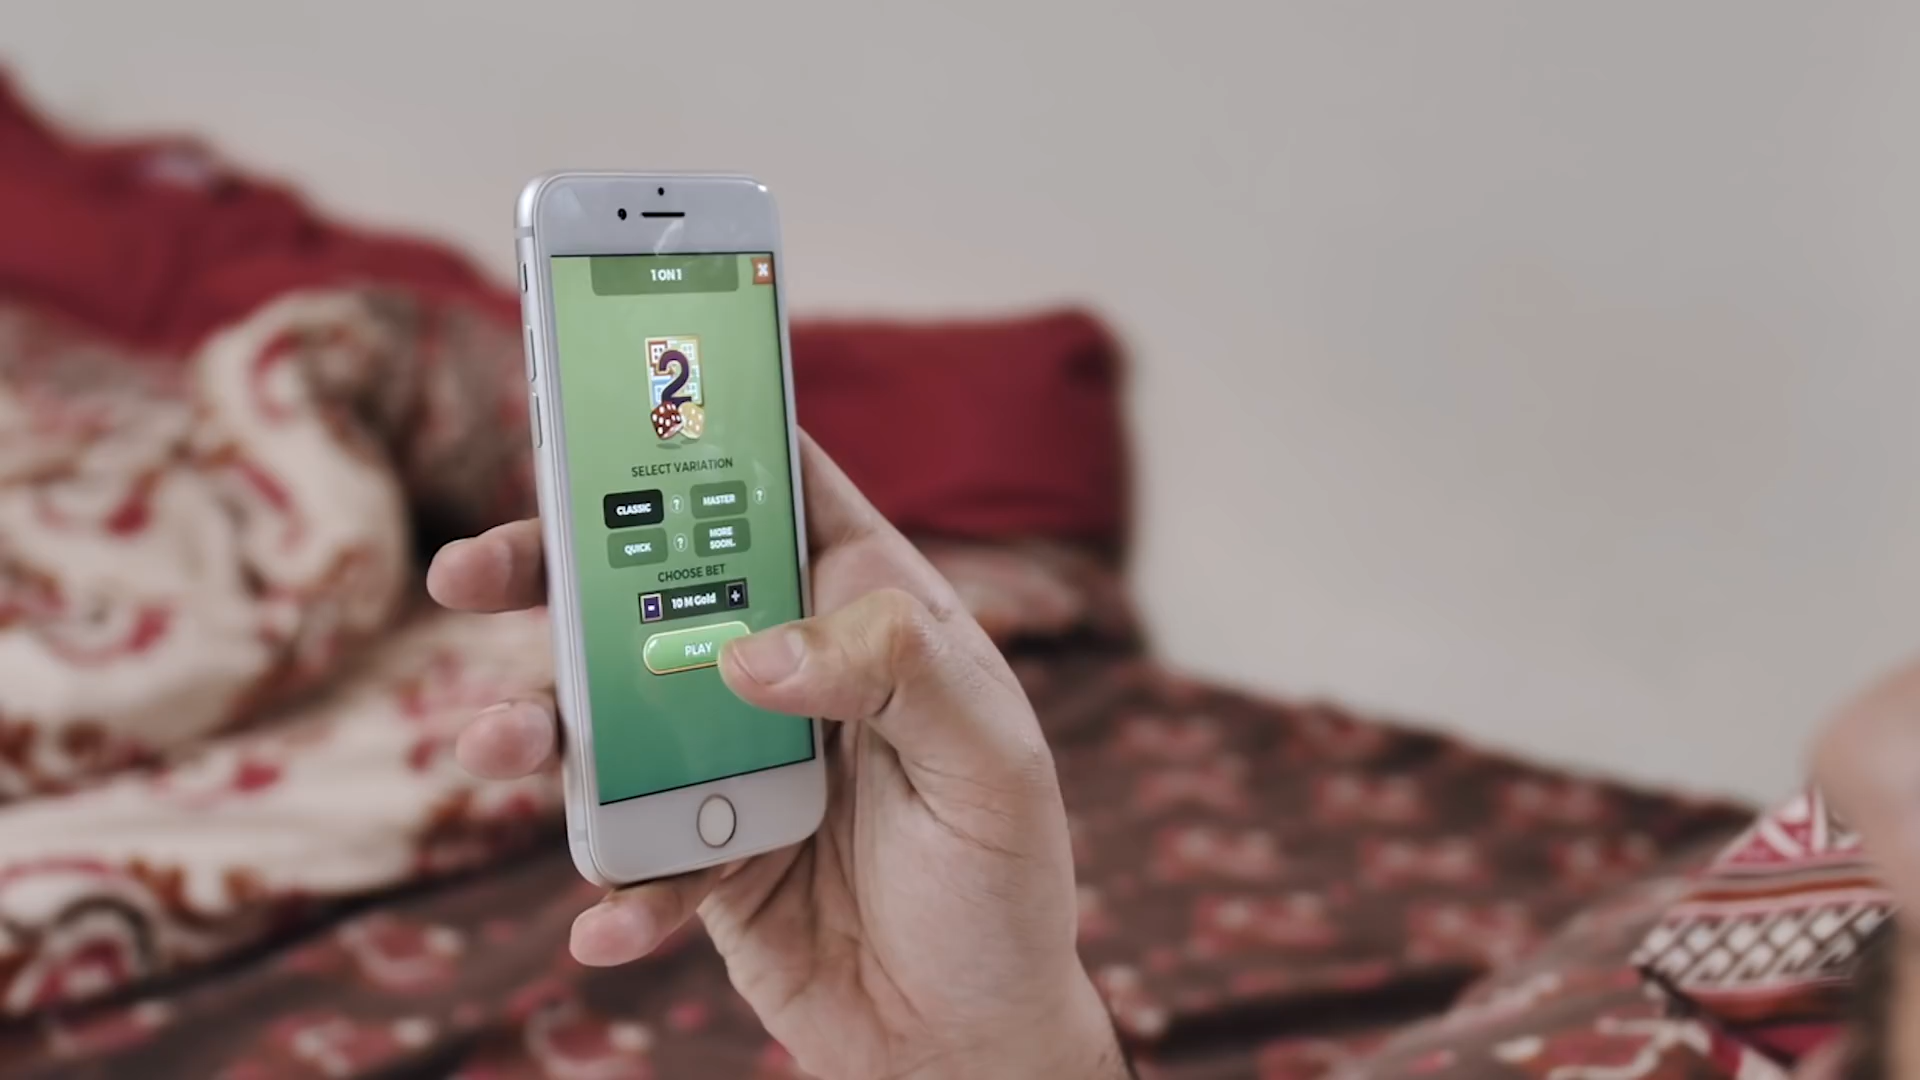 1 ON 1
2
SELECT VARIATION
CLASSIC ? MASTER ?
QUICK ? MORE
SOON..
CHOOSE BET
- 10 M Gold +
PLAY